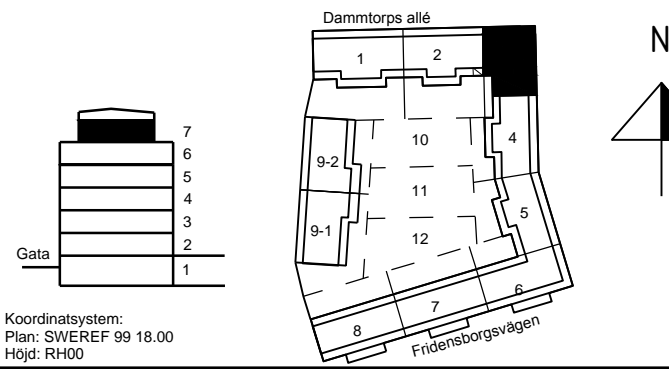 Dammtorps allé
N
1
2
7
6
5
4
3
2
1
Gata
10
4
9-2
11
5
9-1
12
6
7
8
Fridensborgsvägen
Koordinatsystem:
Plan: SWEREF 99 18.00
Höjd: RH00